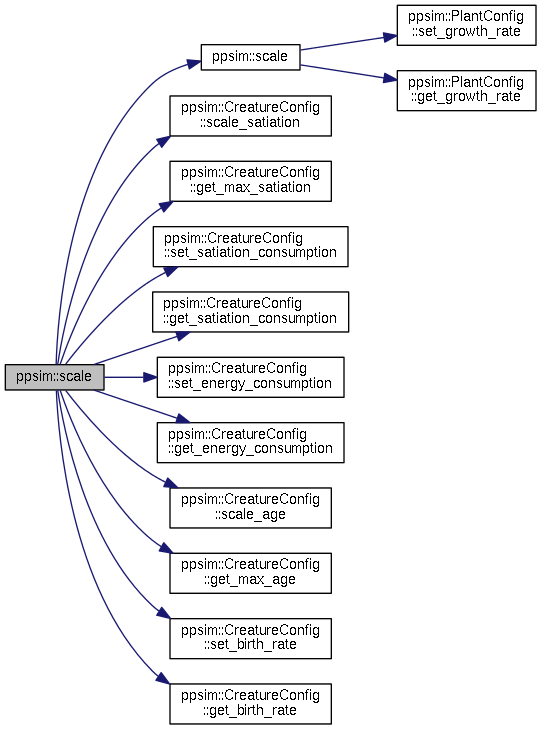 ppsim::scale
ppsim::scale
ppsim::PlantConfig
::set_growth_rate
ppsim::PlantConfig
::get_growth_rate
ppsim::CreatureConfig
::scale_satiation
ppsim::CreatureConfig
::get_max_satiation
ppsim::CreatureConfig
::set_satiation_consumption
ppsim::CreatureConfig
::get_satiation_consumption
ppsim::CreatureConfig
::set_energy_consumption
ppsim::CreatureConfig
::get_energy_consumption
ppsim::CreatureConfig
::scale_age
ppsim::CreatureConfig
::get_max_age
ppsim::CreatureConfig
::set_birth_rate
ppsim::CreatureConfig
::get_birth_rate